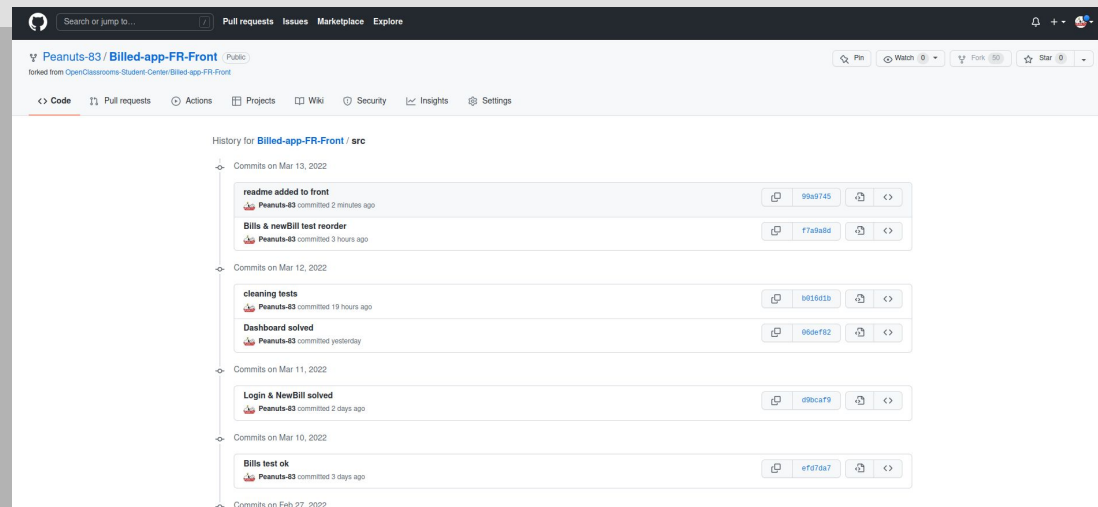 Search or jump to... /
Pull requests Issues Marketplace Explore
Peanuts-83 / Billed-app-FR-Front Public
Pin Watch 0 Fork 50 Star 0
forked from OpenClassrooms-Student-Center/Billed-app-FR-Front
<> Code Pull requests Actions Projects Wiki Security Insights Settings
History for Billed-app-FR-Front / src
Commits on Mar 13, 2022
readme added to front
Peanuts-83 committed 2 minutes ago
99a9745
Bills & newBill test reorder
Peanuts-83 committed 3 hours ago
f7a9a8d
Commits on Mar 12, 2022
cleaning tests
Peanuts-83 committed 19 hours ago
b016d1b
Dashboard solved
Peanuts-83 committed yesterday
06def82
Commits on Mar 11, 2022
Login & NewBill solved
Peanuts-83 committed 2 days ago
d9bcaf9
Commits on Mar 10, 2022
Bills test ok
Peanuts-83 committed 3 days ago
efd7da7
Commits on Feb 27, 2022